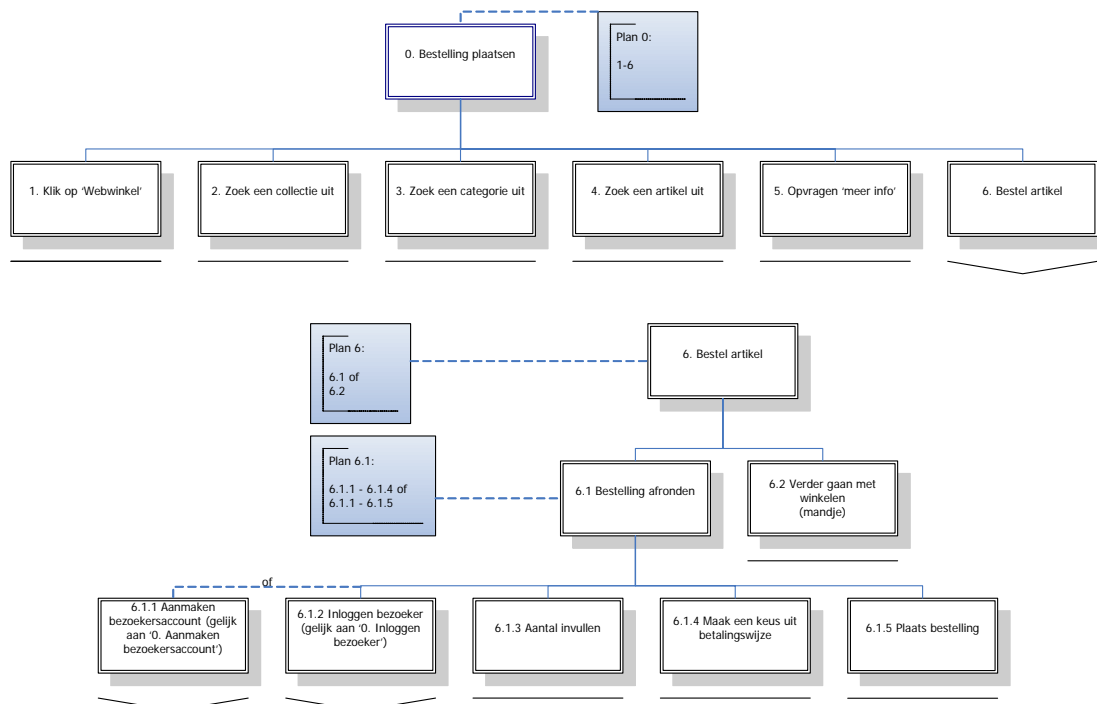 0. Bestelling plaatsen
Plan 0:
1-6
1. Klik op ‘Webwinkel’
2. Zoek een collectie uit
3. Zoek een categorie uit
4. Zoek een artikel uit
5. Opvragen ‘meer info’
6. Bestel artikel
Plan 6:
6.1 of
6.2
6. Bestel artikel
Plan 6.1:
6.1.1 - 6.1.4 of
6.1.1 - 6.1.5
6.1 Bestelling afronden
6.2 Verder gaan met
winkelen
(mandje)
of
6.1.1 Aanmaken
bezoekersaccount (gelijk
aan ‘0. Aanmaken
bezoekersaccount’)
6.1.2 Inloggen bezoeker
(gelijk aan ‘0. Inloggen
bezoeker’)
6.1.3 Aantal invullen
6.1.4 Maak een keus uit
betalingswijze
6.1.5 Plaats bestelling